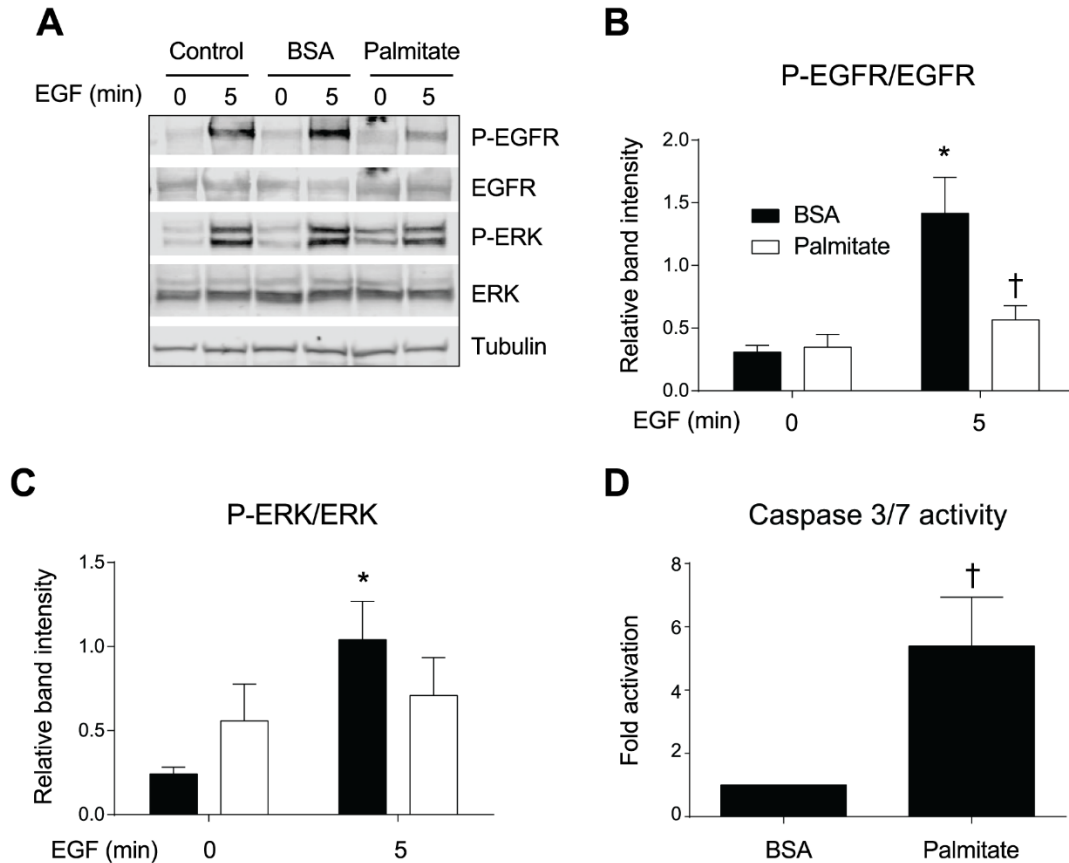 A
Control BSA Palmitate
EGF (min) 0 5 0 5 0 5
P-EGFR
EGFR
P-ERK
ERK
Tubulin
B
P-EGFR/EGFR
Relative band intensity
2.0
1.5
1.0
0.5
0.0
*
†
BSA
Palmitate
EGF (min) 0 5
C
P-ERK/ERK
Relative band intensity
1.5
1.0
0.5
0.0
*
EGF (min) 0 5
D
Caspase 3/7 activity
Fold activation
8
6
4
2
0
†
BSA Palmitate